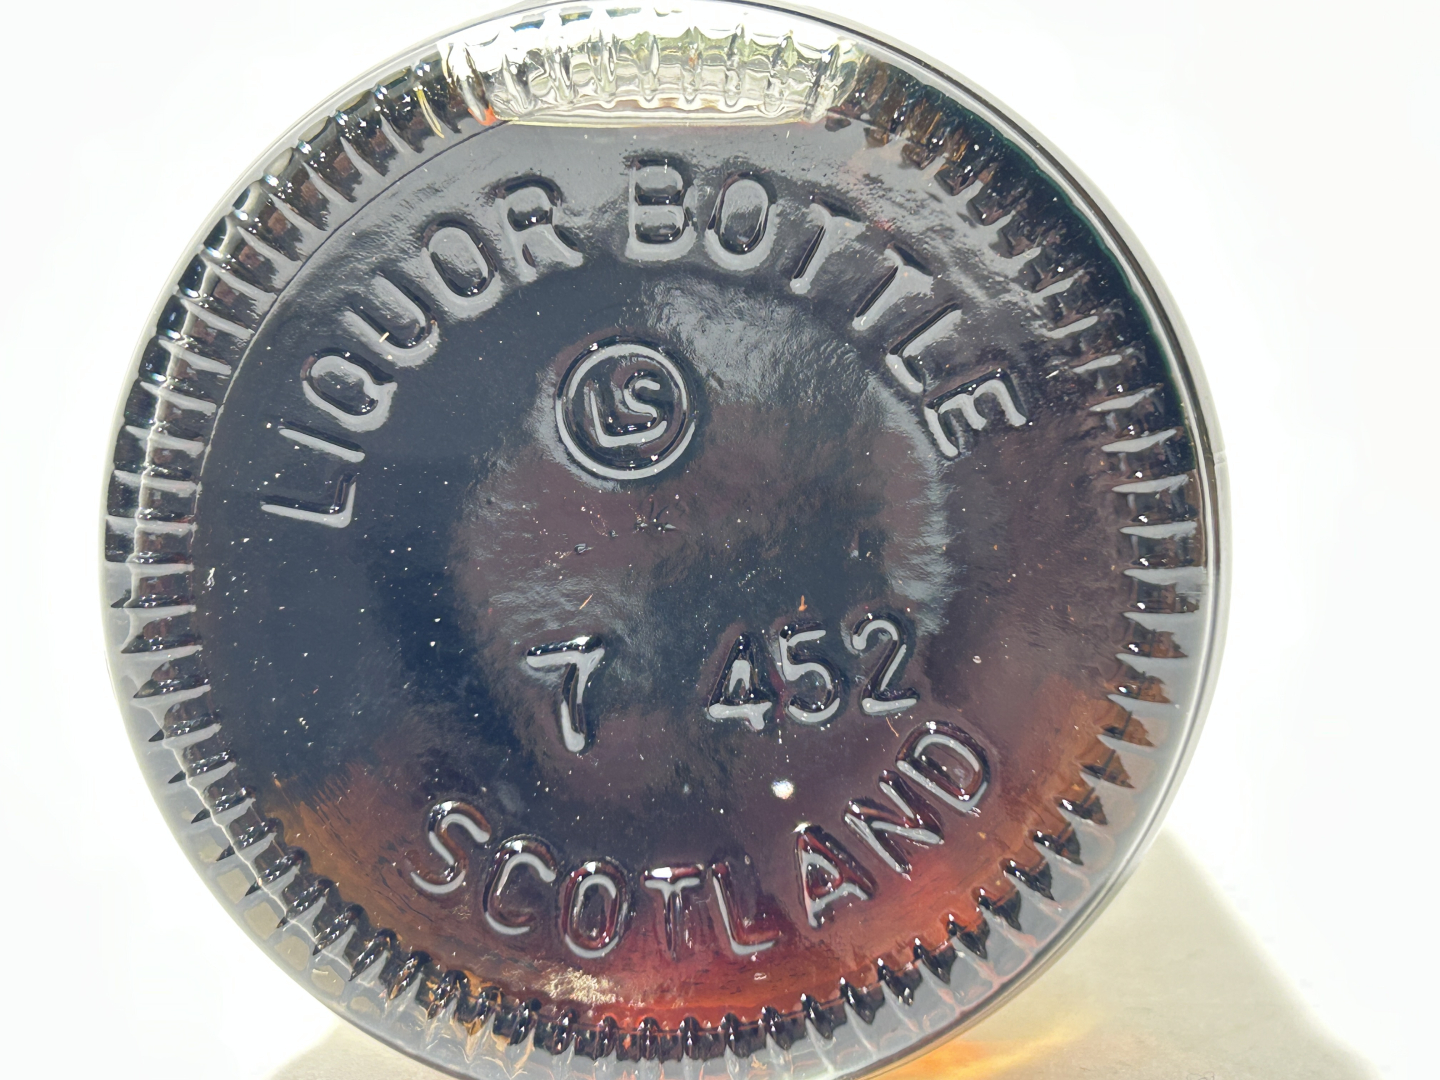 LIQUOR BOTTLE
LS
7 452
SCOTLAND